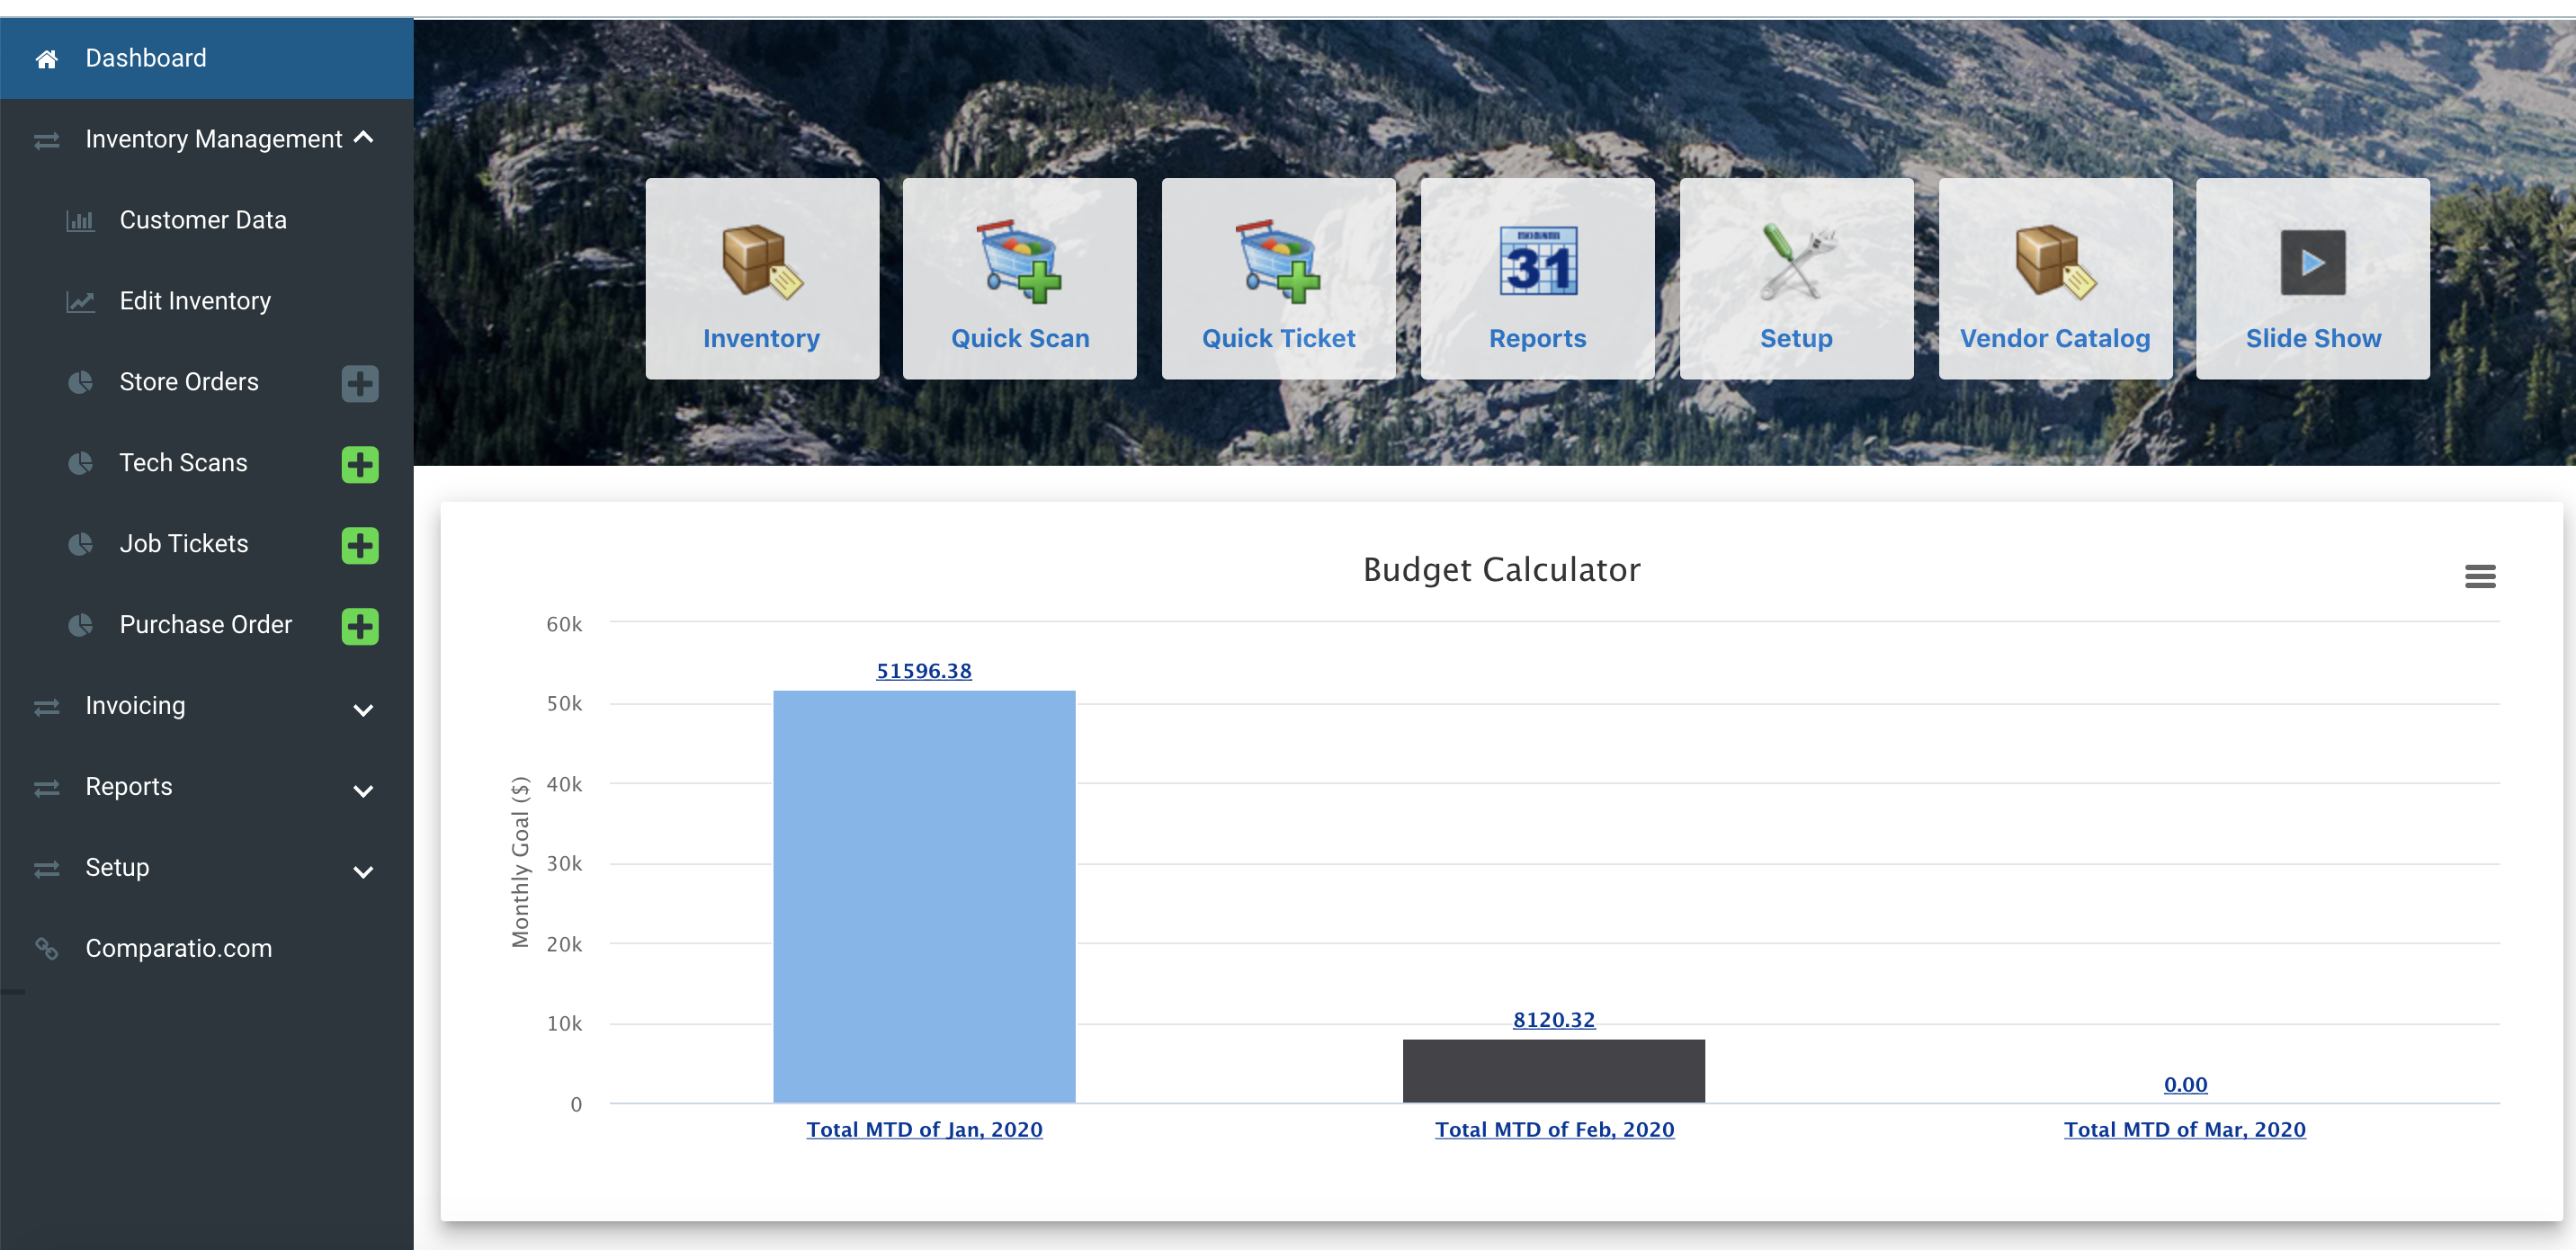 Dashboard
Inventory Management
Customer Data
Edit Inventory
Store Orders
Tech Scans
Job Tickets
Purchase Order
Invoicing
Reports
Setup
Comparatio.com
Inventory
Quick Scan
Quick Ticket
31
Reports
Setup
Vendor Catalog
Slide Show
Budget Calculator
Monthly Goal ($)
60k
50k
40k
30k
20k
10k
0
51596.38
8120.32
0.00
Total MTD of Jan, 2020
Total MTD of Feb, 2020
Total MTD of Mar, 2020